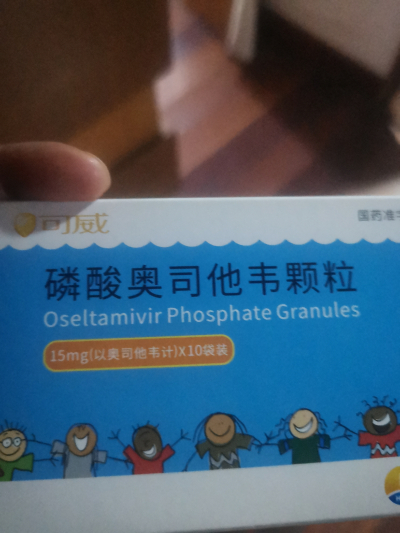 可威
国药准字
磷酸奥司他韦颗粒
Oseltamivir Phosphate Granules
15mg(以奥司他韦计)X10袋装